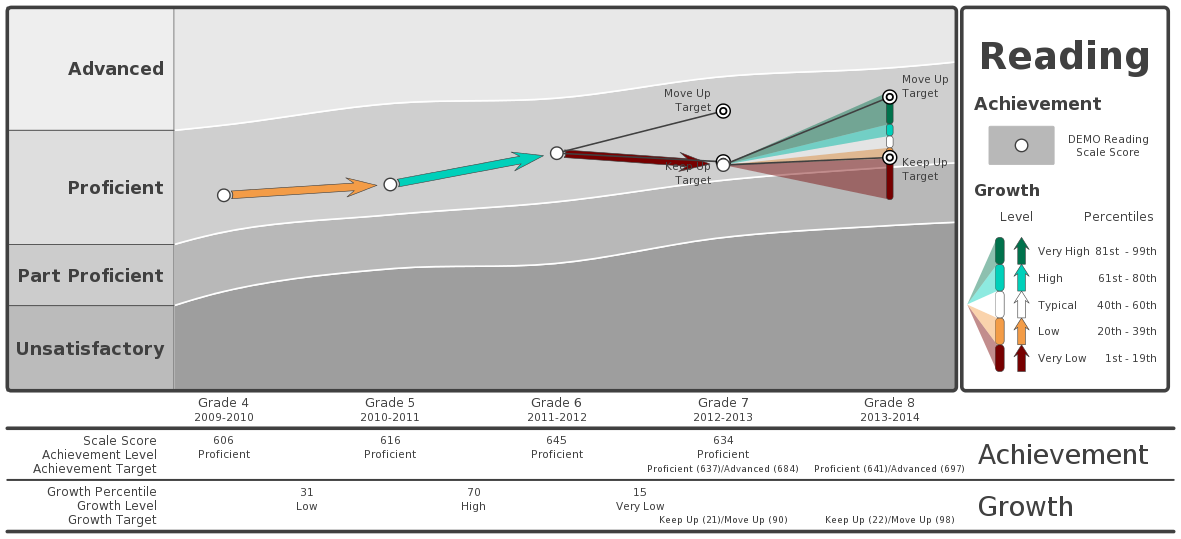 Advanced
Proficient
Part Proficient
Unsatisfactory
Move Up
Target
Keep Up
Target
Move Up
Target
Keep Up
Target
Reading
Achievement
DEMO Reading
Scale Score
Growth
Level Percentiles
Very High 81st - 99th
High 61st - 80th
Typical 40th - 60th
Low 20th - 39th
Very Low 1st - 19th
Grade 4 Grade 5 Grade 6 Grade 7 Grade 8
2009-2010 2010-2011 2011-2012 2012-2013 2013-2014
Scale Score 606 616 645 634
Achievement Level Proficient Proficient Proficient Proficient
Achievement Target Proficient (637)/Advanced (684) Proficient (641)/Advanced (697)
Achievement
Growth Percentile 31 70 15
Growth Level Low High Very Low
Growth Target Keep Up (21)/Move Up (90) Keep Up (22)/Move Up (98)
Growth